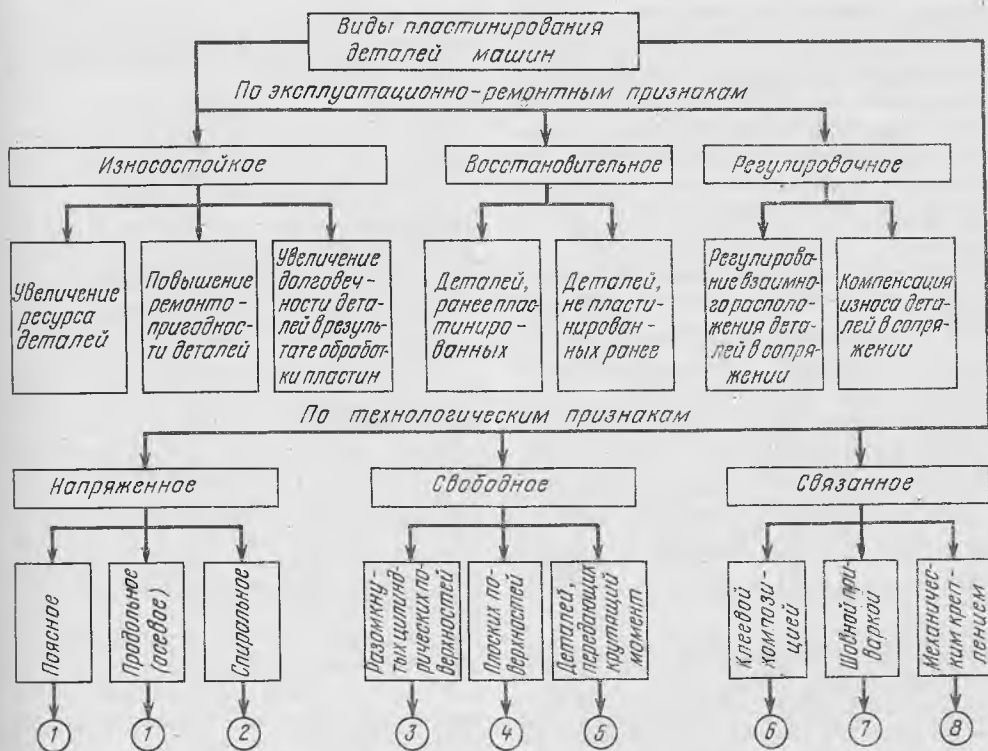 Виды пластинирования
деталей машин
По эксплуатационно-ремонтным признакам
Износостойкое
Восстановительное
Регулировочное
Увеличение
ресурса
деталей
Повышение
ремонто-
пригоднос-
ти деталей
Увеличение
долговеч-
ности дета-
лей в резуль-
тате обработ-
ки пластин
Деталей,
ранее плас-
тиниро-
ванных
Деталей,
не пласти-
рован-
ных ранее
Регулирова-
ние взаимно-
го располо-
жения дета-
лей в сопря-
жении
Компенсация
износа дета-
лей в сопря-
жении
По технологическим признакам
Напряженное
Свободное
Связанное
Поясное
Продольное
(осевое)
Спиральное
Разомкну-
тых цилинд-
рических по-
верхностей
Плоских по-
верхностей
Деталей,
передающих
крутящий
момент
Клеевой
компози-
цией
Шовной при-
варкой
Механичес-
ким креп-
лением
1
1
2
3
4
5
6
7
8